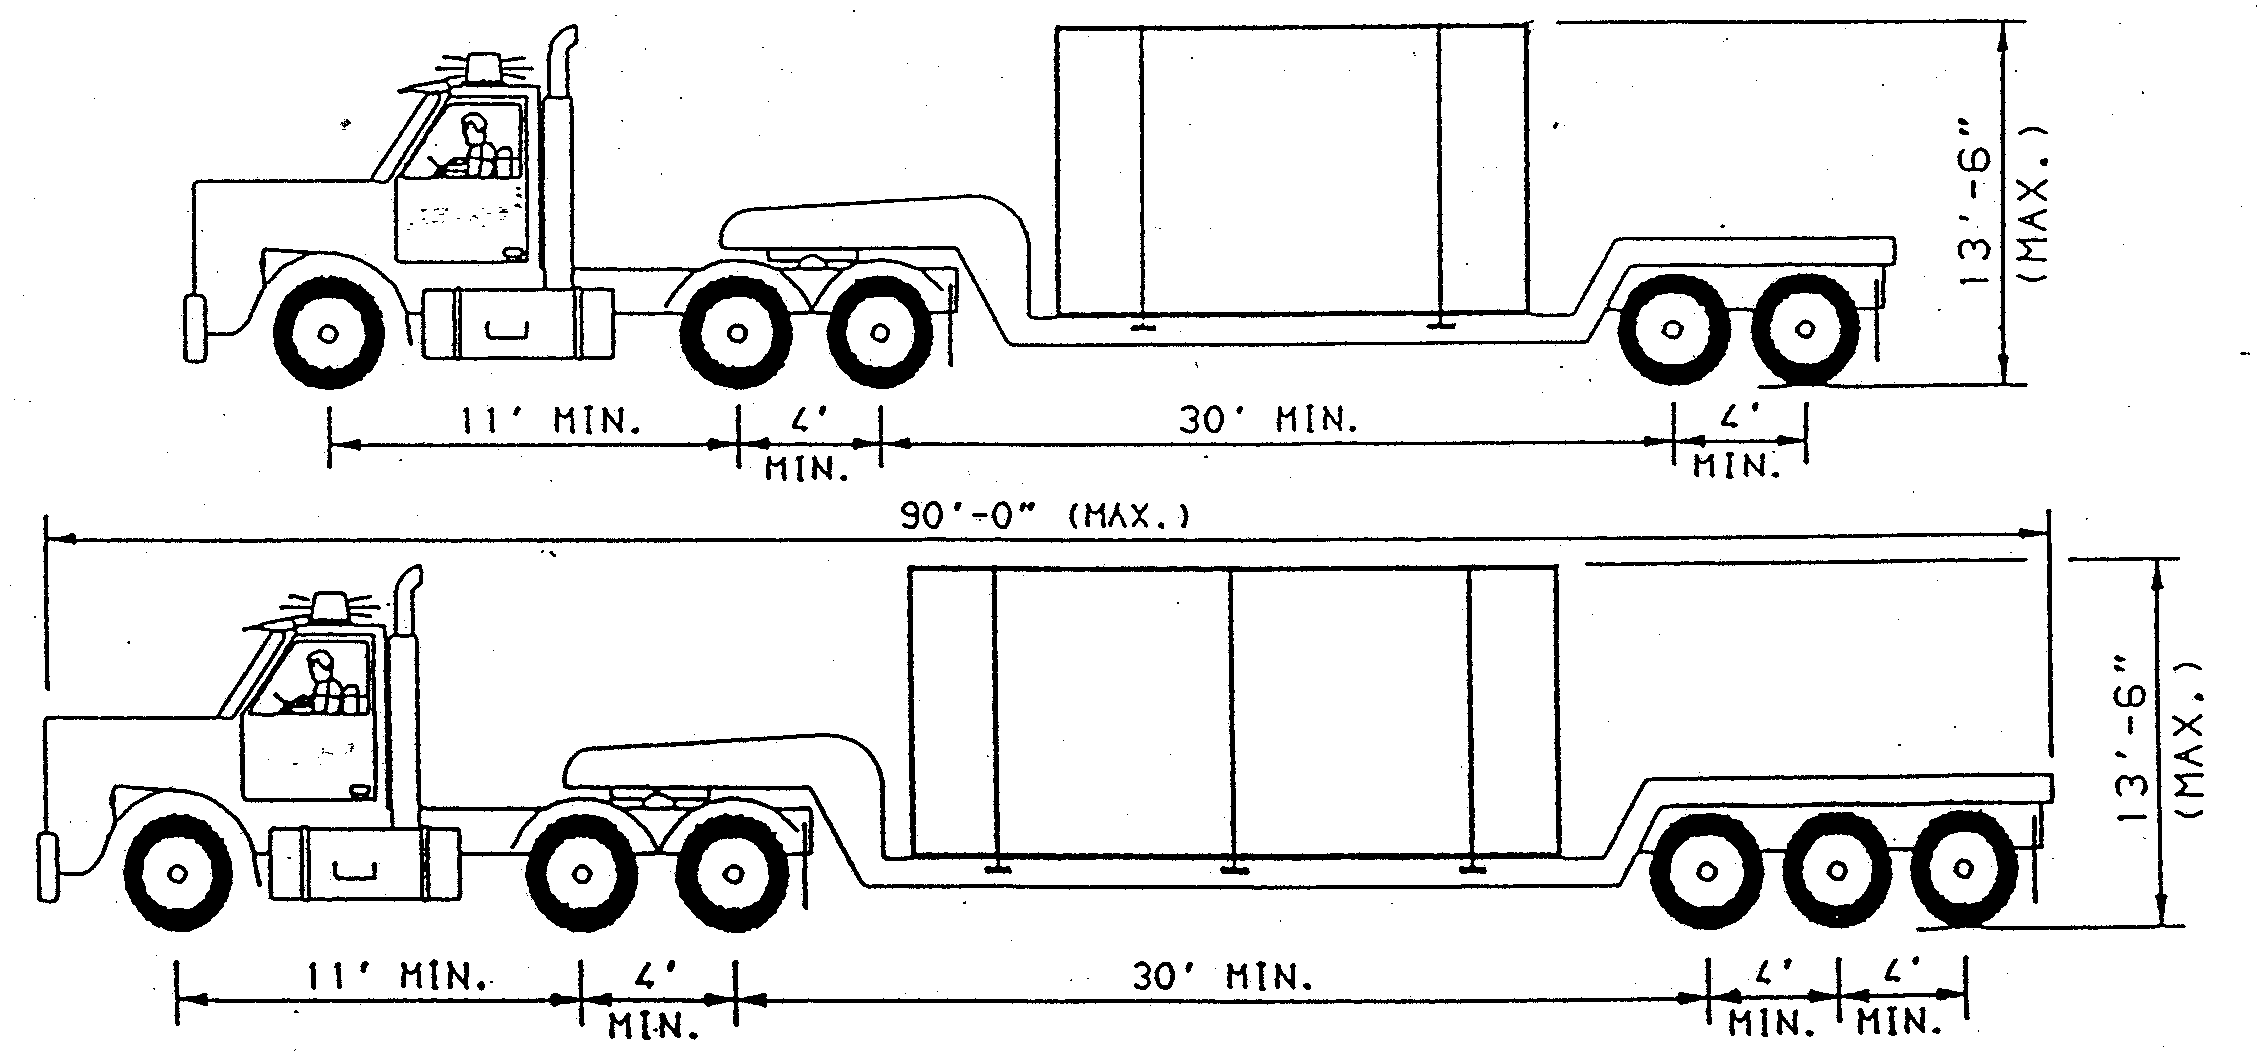 13'-6"
(MAX.)
11' MIN.
4'
MIN.
30' MIN.
4'
MIN.
90'-0" (MAX.)
13'-6"
(MAX.)
11' MIN.
4'
MIN.
30' MIN.
4'
MIN.
4'
MIN.